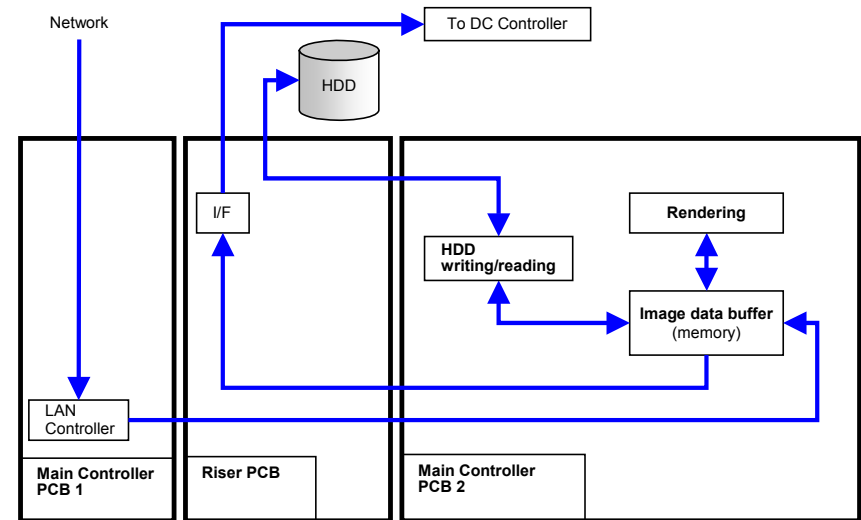 Network
To DC Controller
HDD
I/F
Rendering
HDD
writing/reading
Image data buffer
(memory)
LAN
Controller
Main Controller
PCB 1
Riser PCB
Main Controller
PCB 2